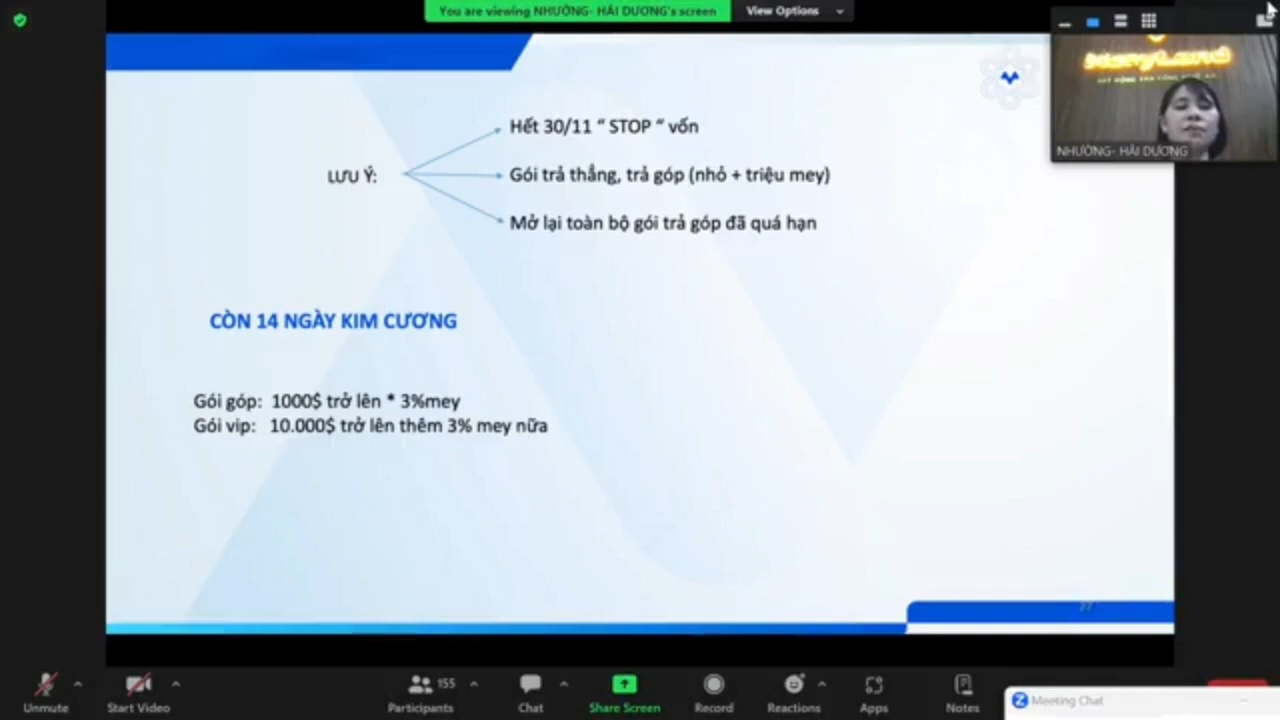 You are viewing NHƯỜNG- HẢI DƯƠNG's screen
View Options
Hết 30/11 “ STOP “ vốn
LƯU Ý:
Gói trả thẳng, trả góp (nhỏ + triệu mey)
Mở lại toàn bộ gói trả góp đã quá hạn
CÒN 14 NGÀY KIM CƯƠNG
Gói góp: 1000$ trở lên * 3%mey
Gói vip: 10.000$ trở lên thêm 3% mey nữa
NHƯỜNG- HẢI DƯƠNG
77
Unmute
Start Video
155
Participants
Chat
Share Screen
Record
Reactions
Apps
Notes
Meeting Chat